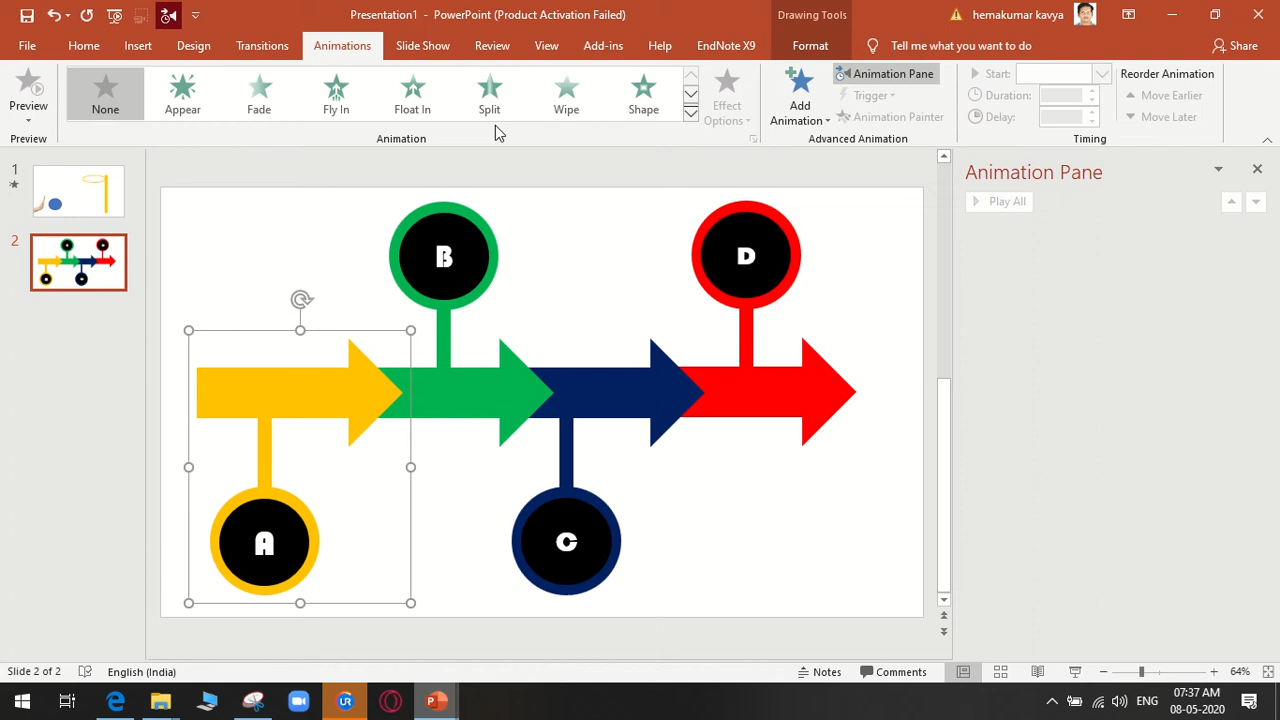 Presentation1 - PowerPoint (Product Activation Failed)
Drawing Tools
hemakumar kavya
File
Home
Insert
Design
Transitions
Animations
Slide Show
Review
View
Add-ins
Help
EndNote X9
Format
Tell me what you want to do
Share
Preview
None
Appear
Fade
Fly In
Float In
Split
Wipe
Shape
Effect
Options
Add
Animation
Animation Pane
Trigger
Animation Painter
Start:
Duration:
Delay:
Reorder Animation
Move Earlier
Move Later
Preview
Animation
Advanced Animation
Timing
1
2
B
D
A
C
Animation Pane
Play All
Slide 2 of 2
English (India)
Notes
Comments
64%
ENG
07:37 AM
08-05-2020
UR